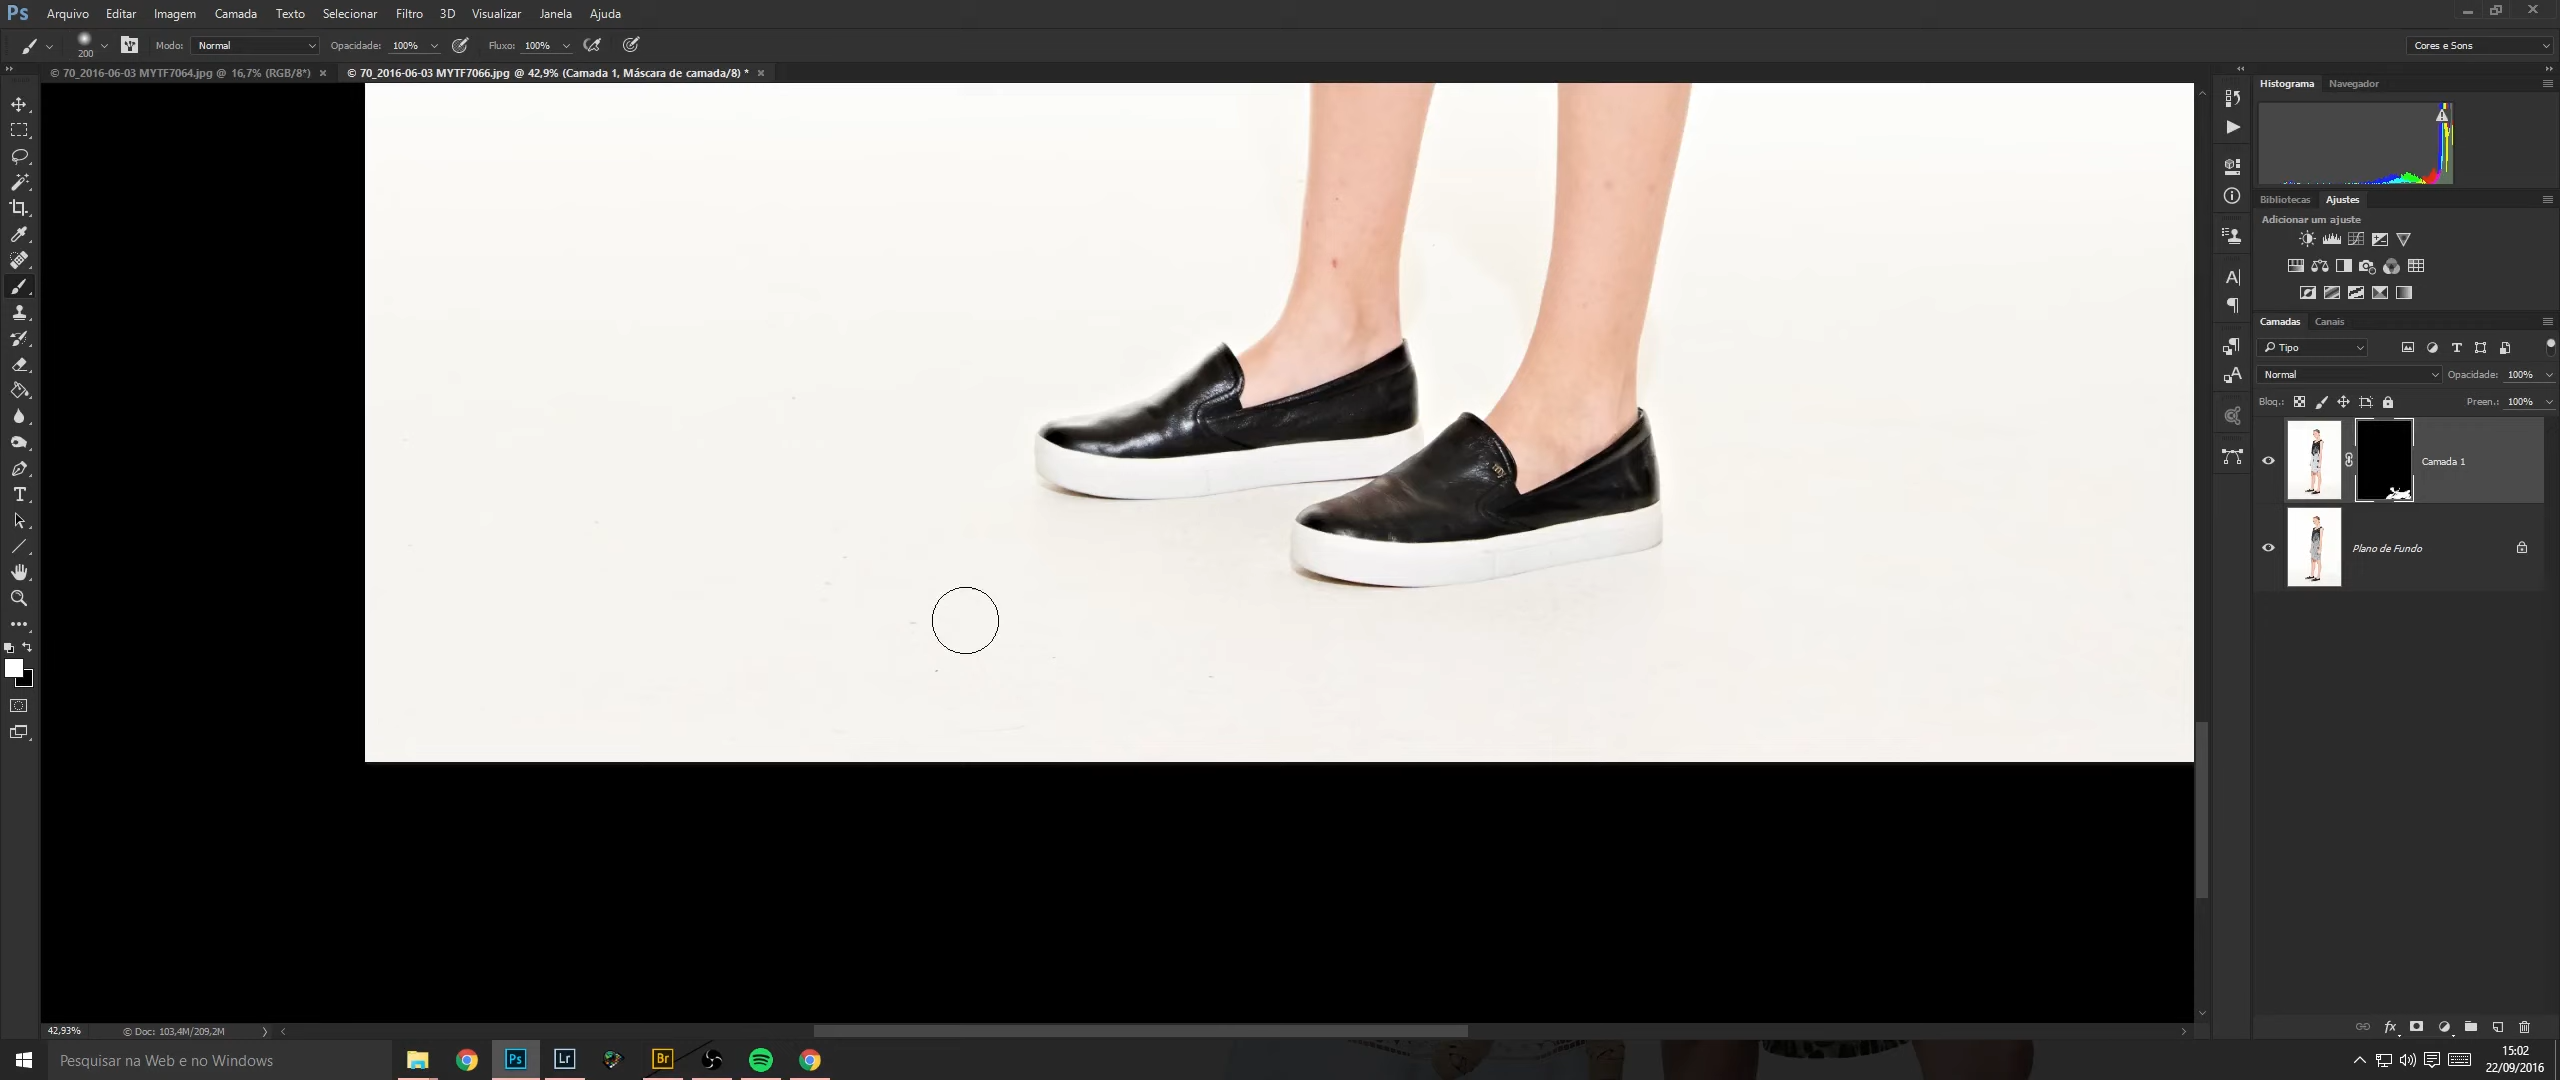 Ps Arquivo Editar Imagem Camada Texto Selecionar Filtro 3D Visualizar Janela Ajuda
200 Modo: Normal Opacidade: 100% Fluxo: 100% Cores e Sons
© 70_2016-06-03 MYTF7064.jpg @ 16,7% (RGB/8*) × © 70_2016-06-03 MYTF7066.jpg @ 42,9% (Camada 1, Máscara de camada/8) * ×
Histograma Navegador
Bibliotecas Ajustes
Adicionar um ajuste
Camadas Canais
Tipo
Normal Opacidade: 100%
Bloq.: Preen.: 100%
Camada 1
Plano de Fundo
42,93% © Doc: 103,4M/209,2M
Pesquisar na Web e no Windows
Ps Lr Br
15:02
22/09/2016